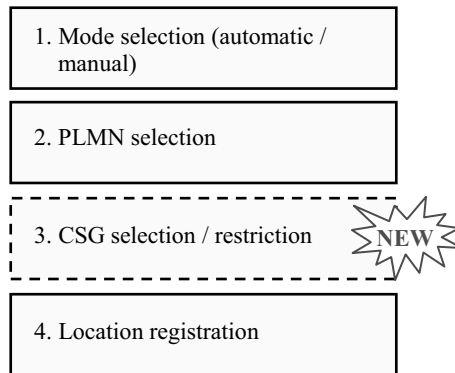 1. Mode selection (automatic /
manual)
2. PLMN selection
3. CSG selection / restriction
NEW
4. Location registration